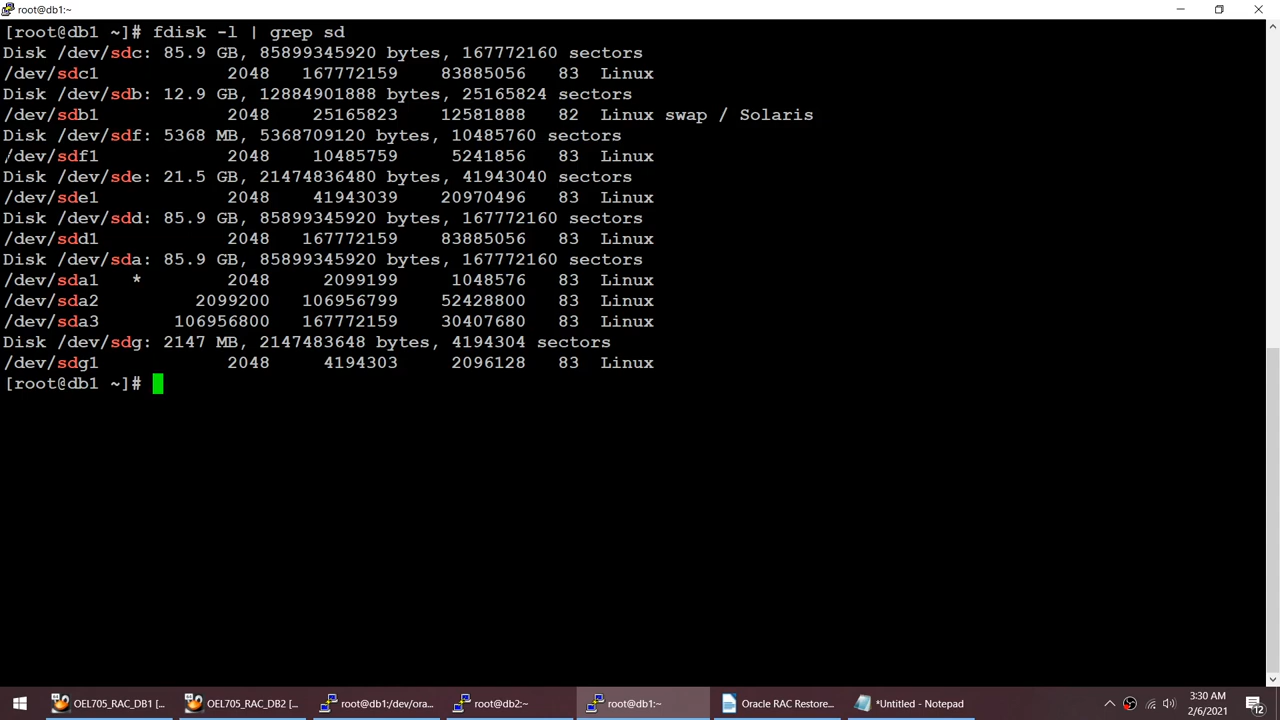 root@db1:~
[root@db1 ~]# fdisk -l | grep sd
Disk /dev/sdc: 85.9 GB, 85899345920 bytes, 167772160 sectors
/dev/sdc1 2048 167772159 83885056 83 Linux
Disk /dev/sdb: 12.9 GB, 12884901888 bytes, 25165824 sectors
/dev/sdb1 2048 25165823 12581888 82 Linux swap / Solaris
Disk /dev/sdf: 5368 MB, 5368709120 bytes, 10485760 sectors
/dev/sdf1 2048 10485759 5241856 83 Linux
Disk /dev/sde: 21.5 GB, 21474836480 bytes, 41943040 sectors
/dev/sde1 2048 41943039 20970496 83 Linux
Disk /dev/sdd: 85.9 GB, 85899345920 bytes, 167772160 sectors
/dev/sdd1 2048 167772159 83885056 83 Linux
Disk /dev/sda: 85.9 GB, 85899345920 bytes, 167772160 sectors
/dev/sda1 * 2048 2099199 1048576 83 Linux
/dev/sda2 2099200 106956799 52428800 83 Linux
/dev/sda3 106956800 167772159 30407680 83 Linux
Disk /dev/sdg: 2147 MB, 2147483648 bytes, 4194304 sectors
/dev/sdg1 2048 4194303 2096128 83 Linux
[root@db1 ~]#
OEL705_RAC_DB1 [... OEL705_RAC_DB2 [... root@db1:/dev/ora... root@db2:~ root@db1:~ Oracle RAC Restore... *Untitled - Notepad 3:30 AM
2/6/2021 12